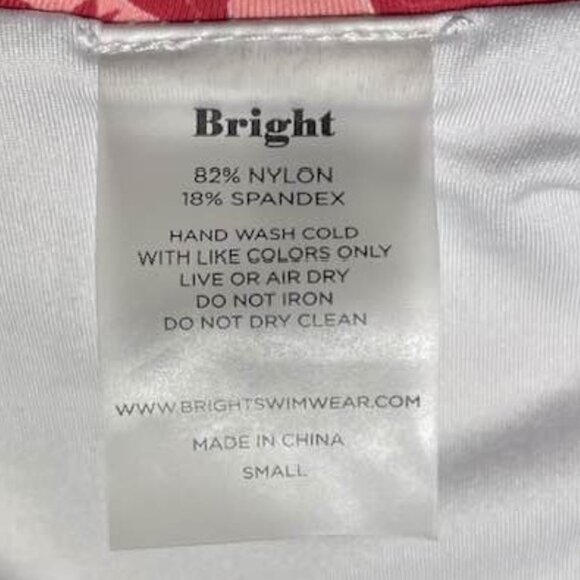 Bright
82% NYLON
18% SPANDEX
HAND WASH COLD
WITH LIKE COLORS ONLY
LIVE OR AIR DRY
DO NOT IRON
DO NOT DRY CLEAN
WWW.BRIGHTSWIMWEAR.COM
MADE IN CHINA
SMALL